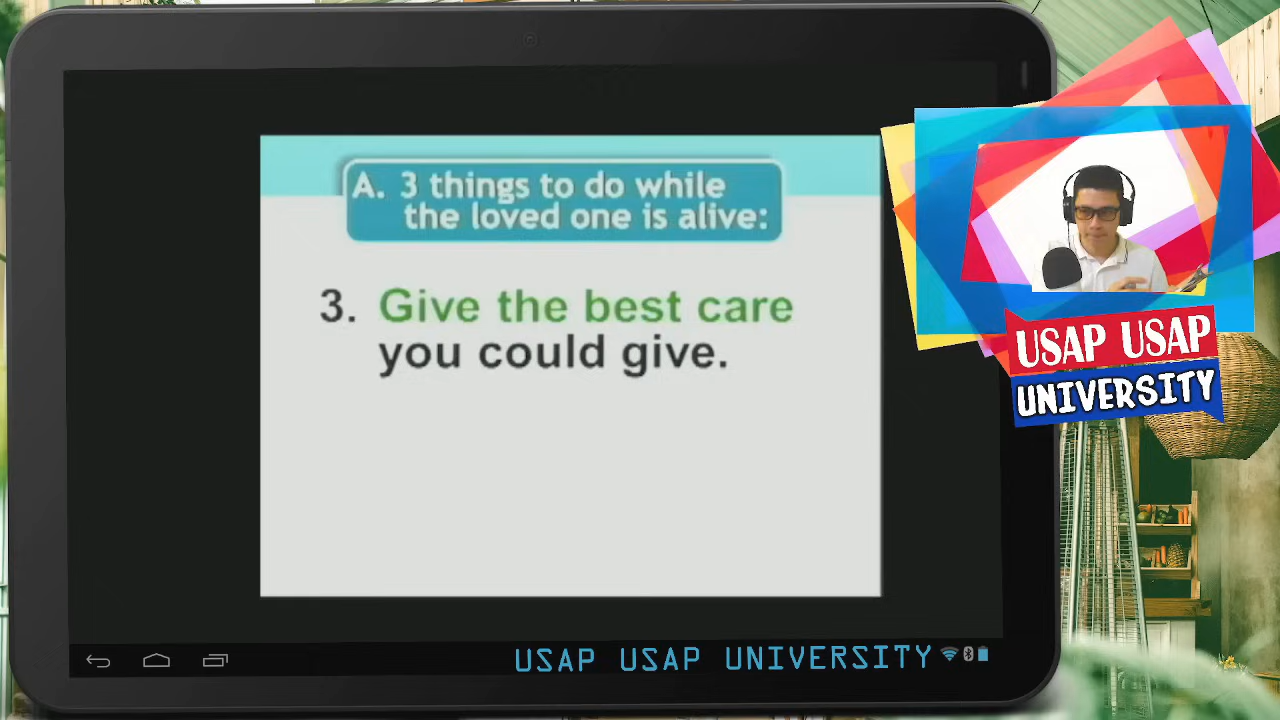 A. 3 things to do while
the loved one is alive:
3. Give the best care
you could give.
USAP USAP
UNIVERSITY
USAP USAP UNIVERSITY